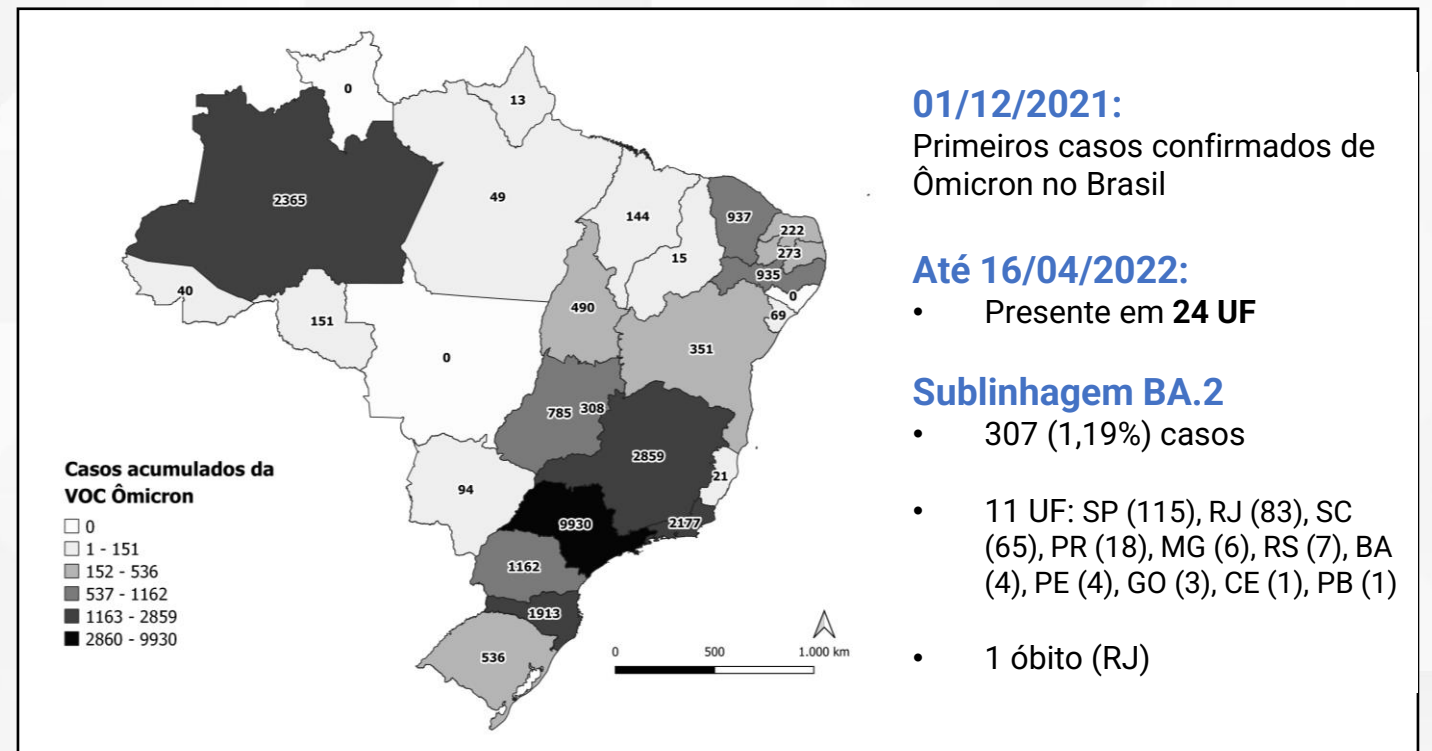 0
13
2365
49
144
937
222
15
273
935
0
40
490
69
151
351
0
785 308
2859
21
94
9930
2177
1162
1913
536
Casos acumulados da
VOC Ômicron
0
1 - 151
152 - 536
537 - 1162
1163 - 2859
2860 - 9930
0 500 1.000 km
01/12/2021:
Primeiros casos confirmados de
Ômicron no Brasil
Até 16/04/2022:
• Presente em 24 UF
Sublinhagem BA.2
• 307 (1,19%) casos
• 11 UF: SP (115), RJ (83), SC
(65), PR (18), MG (6), RS (7), BA
(4), PE (4), GO (3), CE (1), PB (1)
• 1 óbito (RJ)